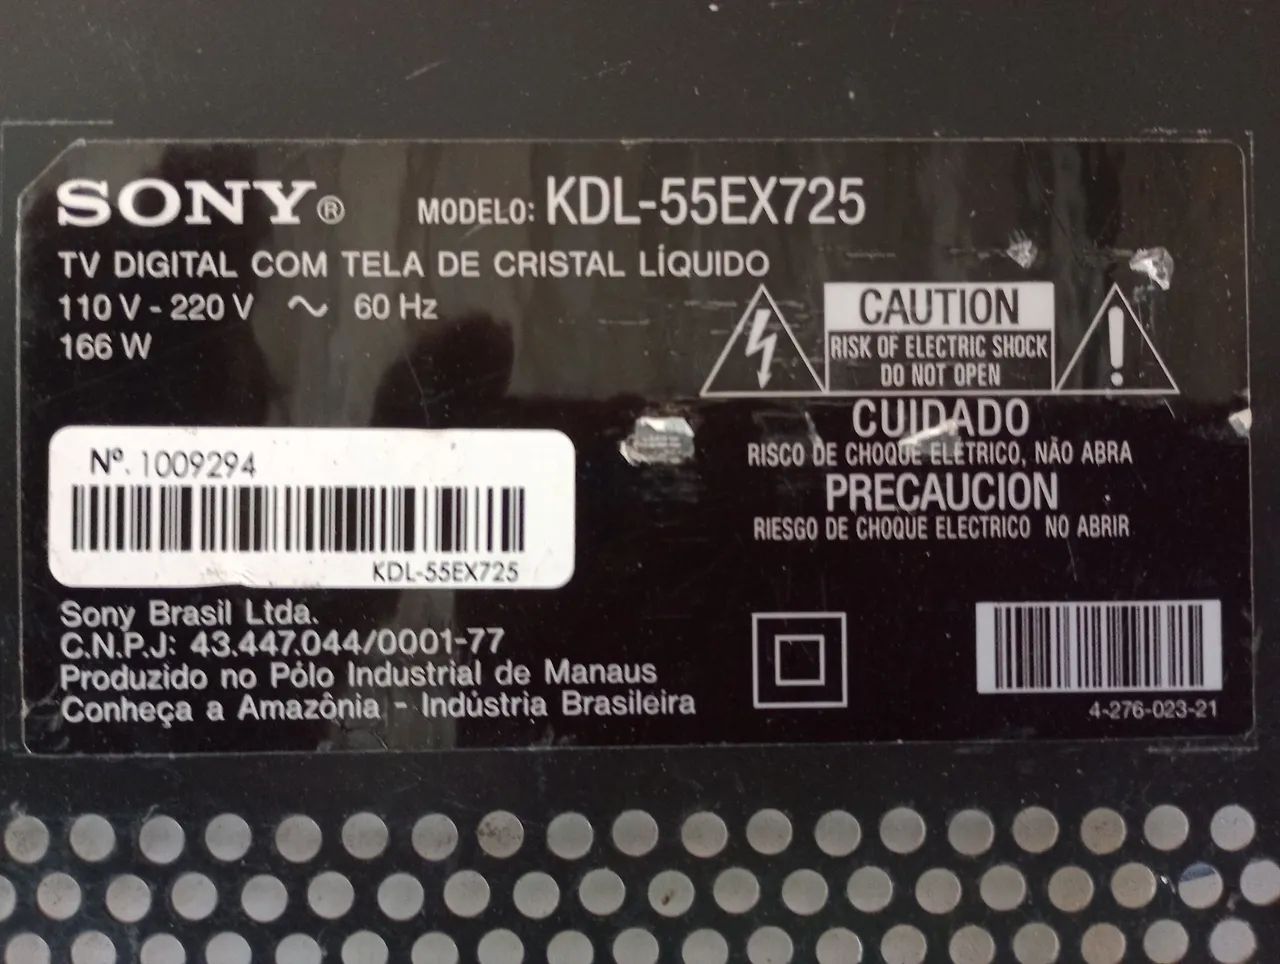 SONY® MODELO: KDL-55EX725
TV DIGITAL COM TELA DE CRISTAL LÍQUIDO
110 V - 220 V ~ 60 Hz
166 W
CAUTION
RISK OF ELECTRIC SHOCK
DO NOT OPEN
CUIDADO
RISCO DE CHOQUE ELÉTRICO, NÃO ABRA
PRECAUCION
RIESGO DE CHOQUE ELECTRICO NO ABRIR
Nº. 1009294
KDL-55EX725
Sony Brasil Ltda.
C.N.P.J: 43.447.044/0001-77
Produzido no Pólo Industrial de Manaus
Conheça a Amazônia - Indústria Brasileira
4-276-023-21